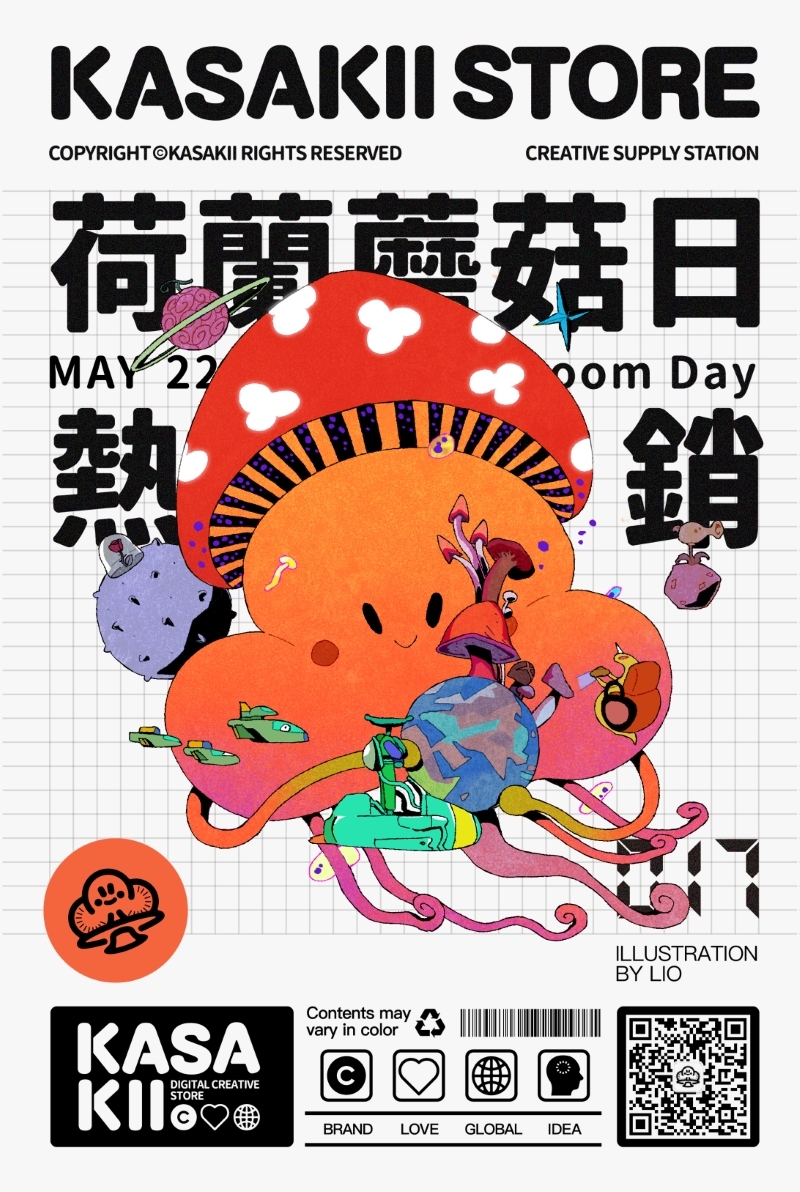 KASAKII STORE
COPYRIGHT©KASAKII RIGHTS RESERVED
CREATIVE SUPPLY STATION
荷蘭蘑菇日
MAY 22
oom Day
熱
銷
017
ILLUSTRATION
BY LIO
KASA
KII
DIGITAL CREATIVE
STORE
Contents may
vary in color
BRAND LOVE GLOBAL IDEA